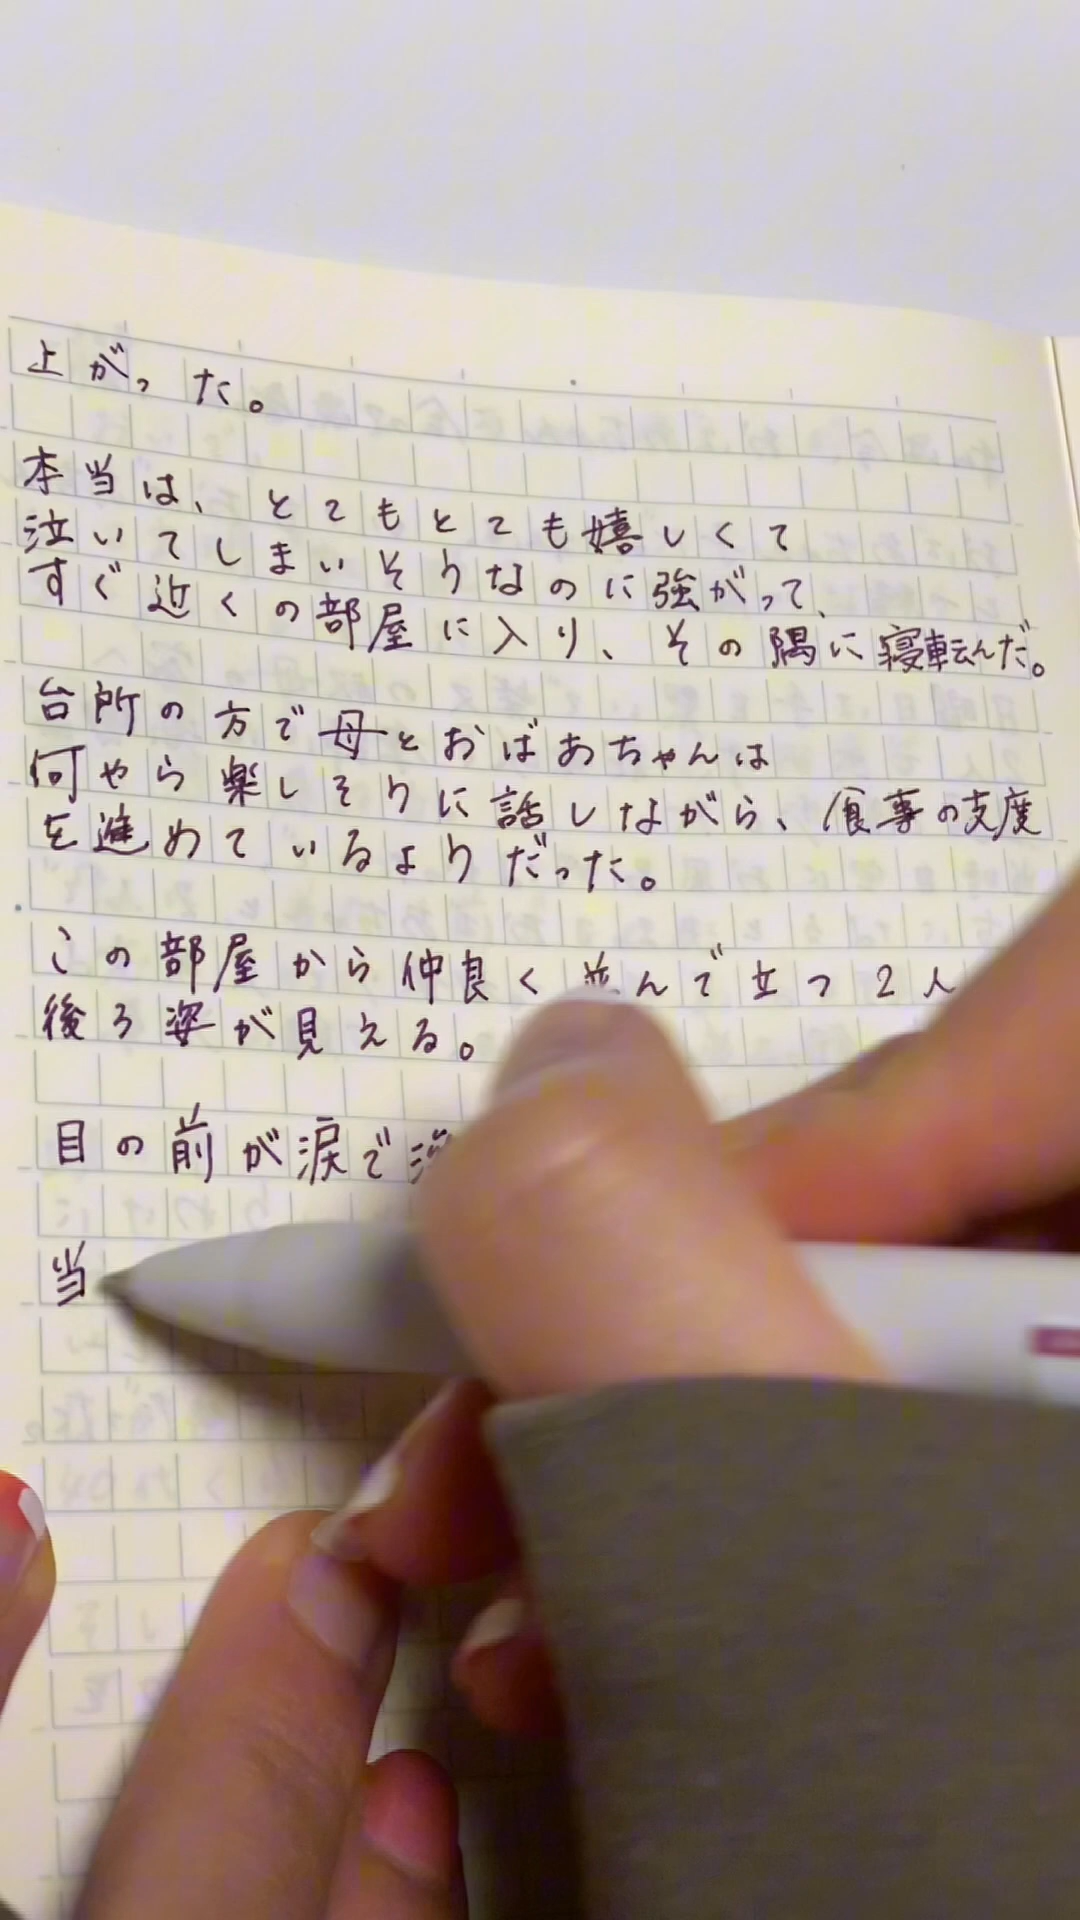 上がった。
本当は、とてもとても嬉しくて
泣いてしまいそうなのに強がって、
すぐ近くの部屋に入り、その隅に寝転んだ。
台所の方で母とおばあちゃんは
何やら楽しそうに話しながら、食事の支度
を進めているようだった。
この部屋から仲良く並んで立つ2人
後ろ姿が見える。
目の前が涙で
当